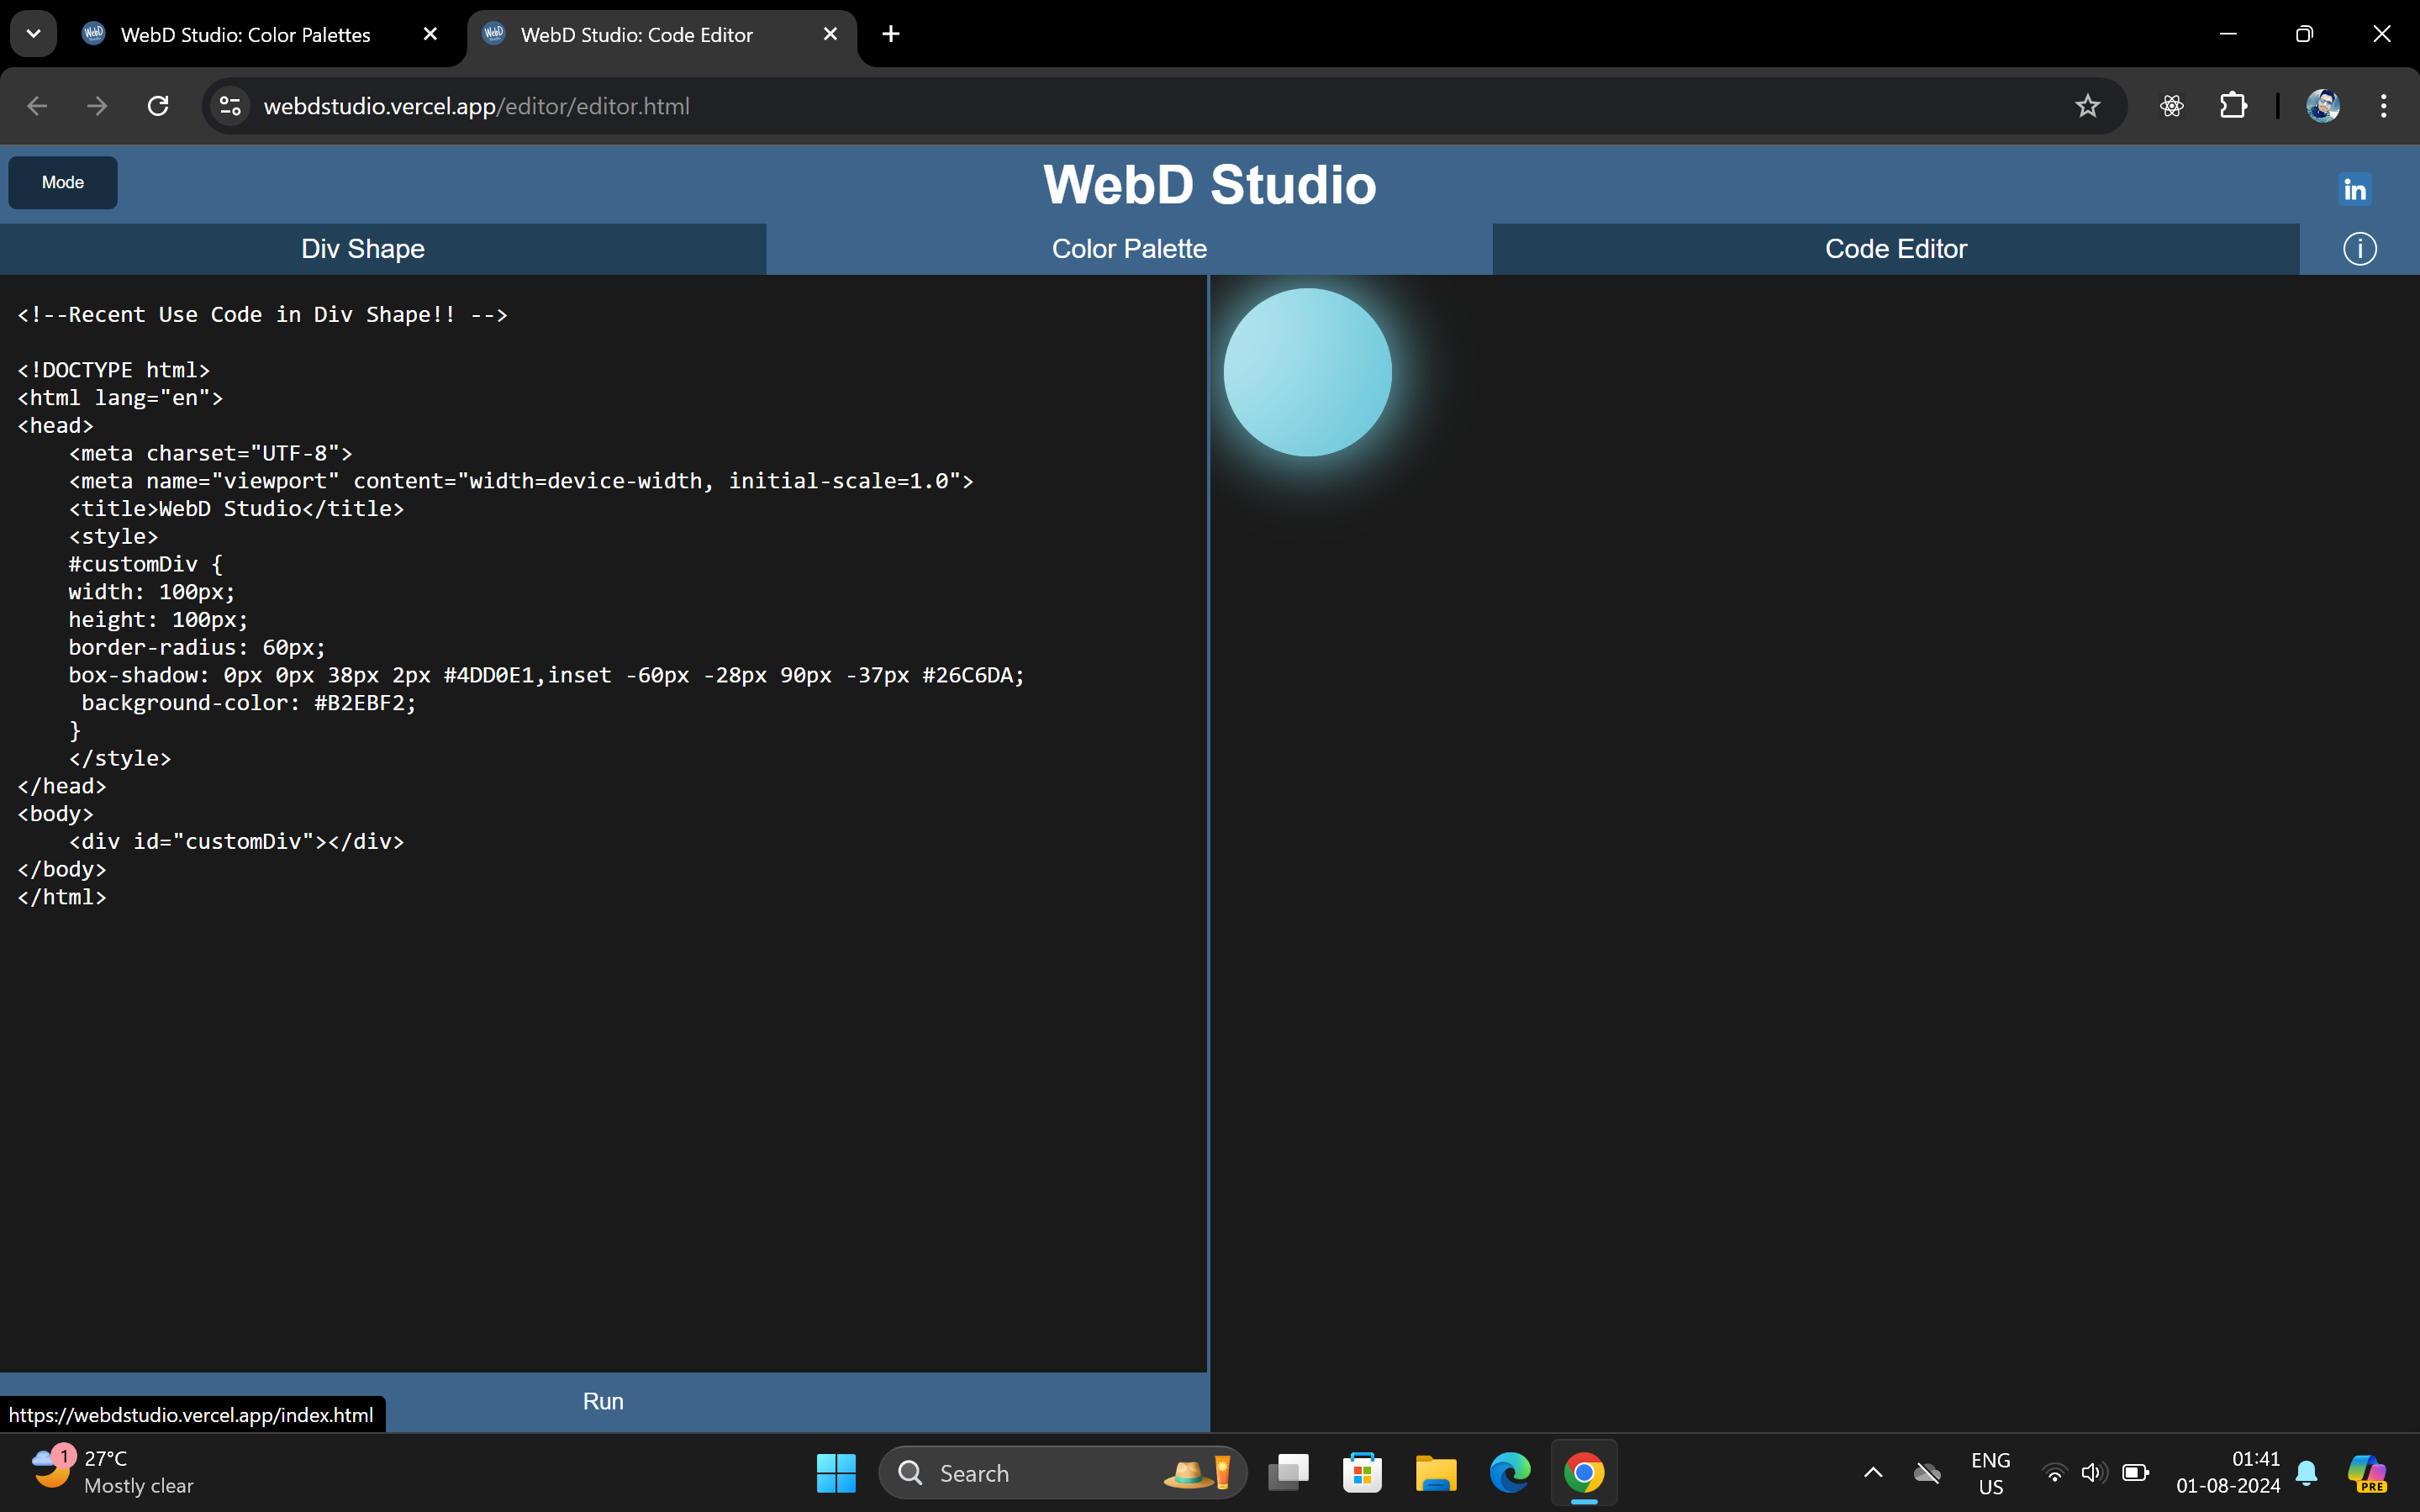 WebD Studio: Color Palettes
WebD Studio: Code Editor
webdstudio.vercel.app/editor/editor.html
Mode
WebD Studio
in
Div Shape
Color Palette
Code Editor
i
<!--Recent Use Code in Div Shape!! -->
<!DOCTYPE html>
<html lang="en">
<head>
    <meta charset="UTF-8">
    <meta name="viewport" content="width=device-width, initial-scale=1.0">
    <title>WebD Studio</title>
    <style>
    #customDiv {
    width: 100px;
    height: 100px;
    border-radius: 60px;
    box-shadow: 0px 0px 38px 2px #4DD0E1,inset -60px -28px 90px -37px #26C6DA;
     background-color: #B2EBF2;
    }
    </style>
</head>
<body>
    <div id="customDiv"></div>
</body>
</html>
Run
https://webdstudio.vercel.app/index.html
1
27°C
Mostly clear
Search
ENG
US
01:41
01-08-2024
PRE